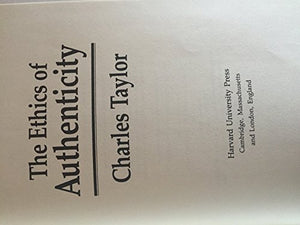 The Ethics of
Authenticity
Charles Taylor
Harvard University Press
Cambridge, Massachusetts
and London, England